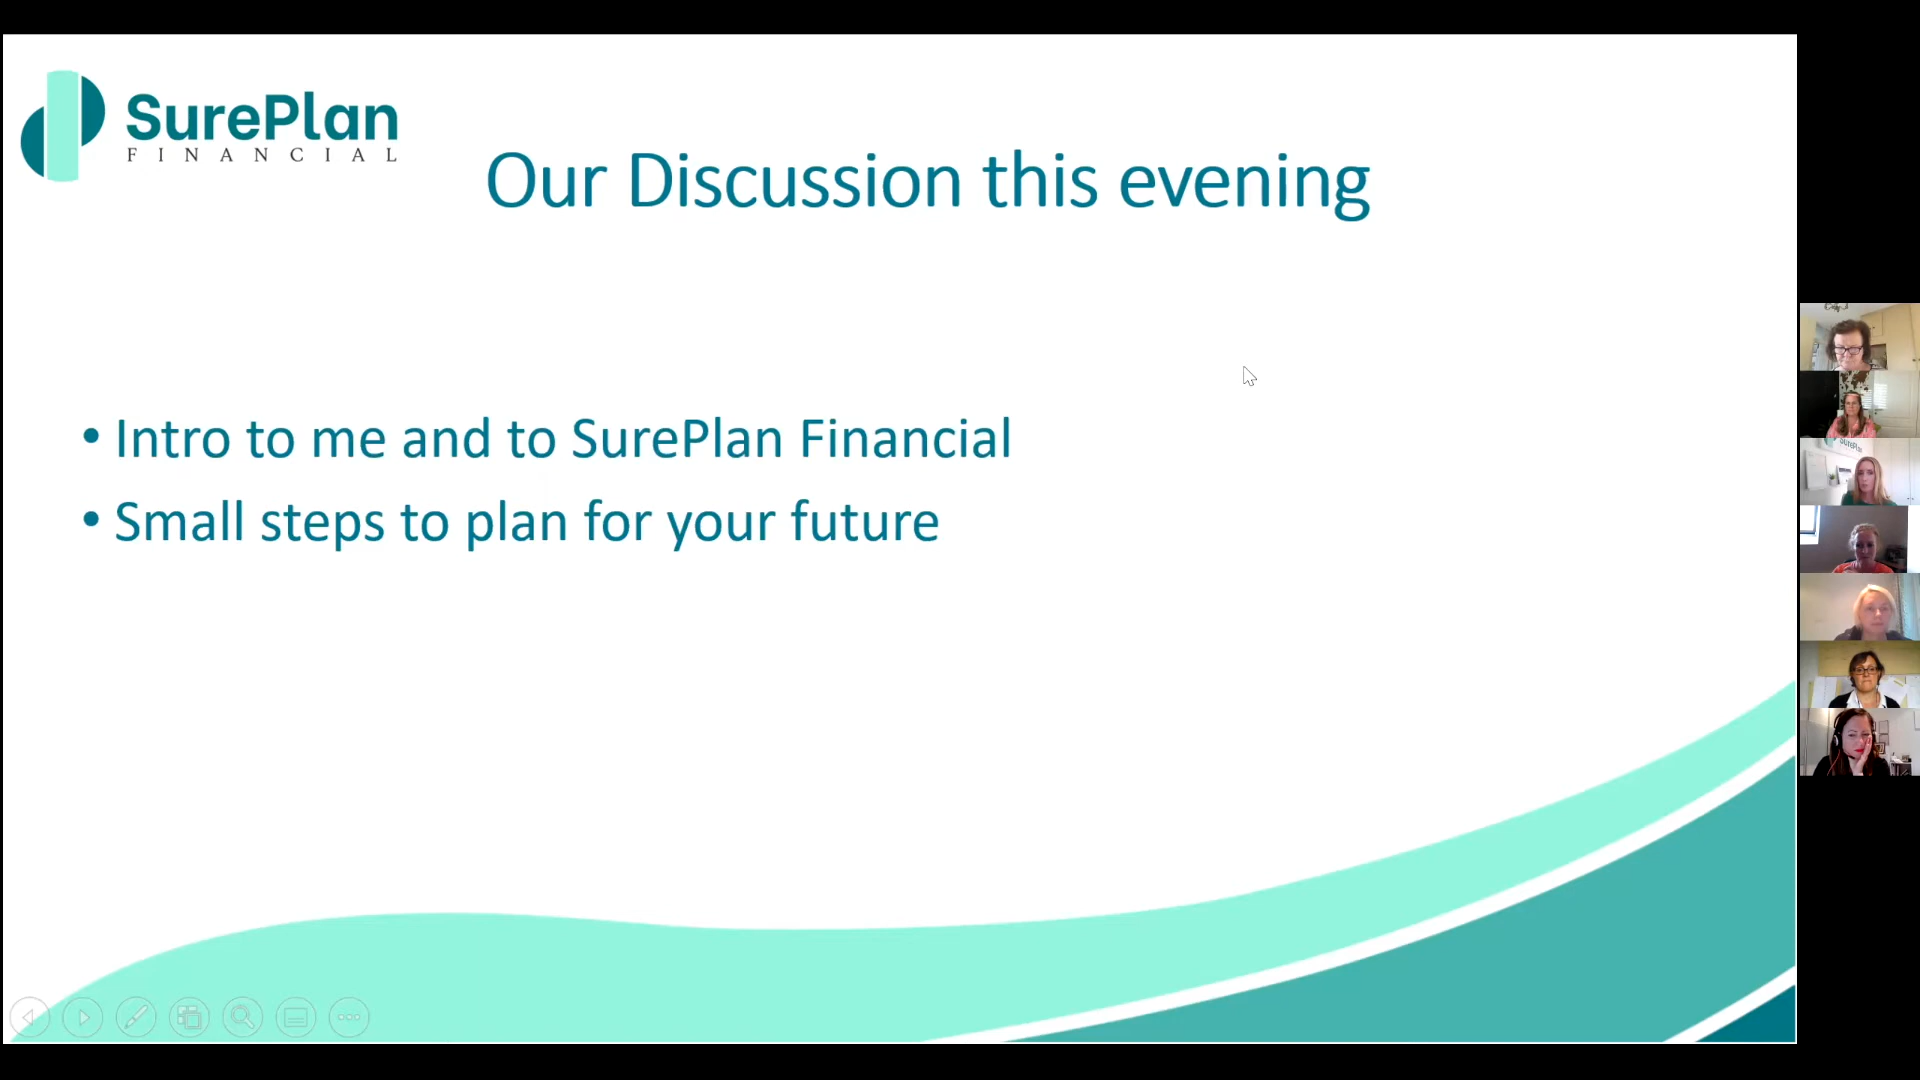 SurePlan
FINANCIAL
Our Discussion this evening
• Intro to me and to SurePlan Financial
• Small steps to plan for your future